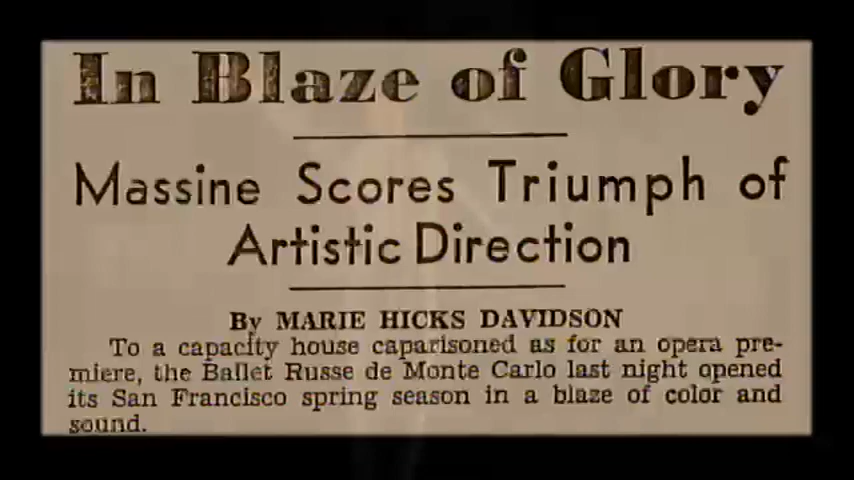 In Blaze of Glory
Massine Scores Triumph of
Artistic Direction
By MARIE HICKS DAVIDSON
To a capacity house caparisoned as for an opera pre-
miere, the Ballet Russe de Monte Carlo last night opened
its San Francisco spring season in a blaze of color and
sound.